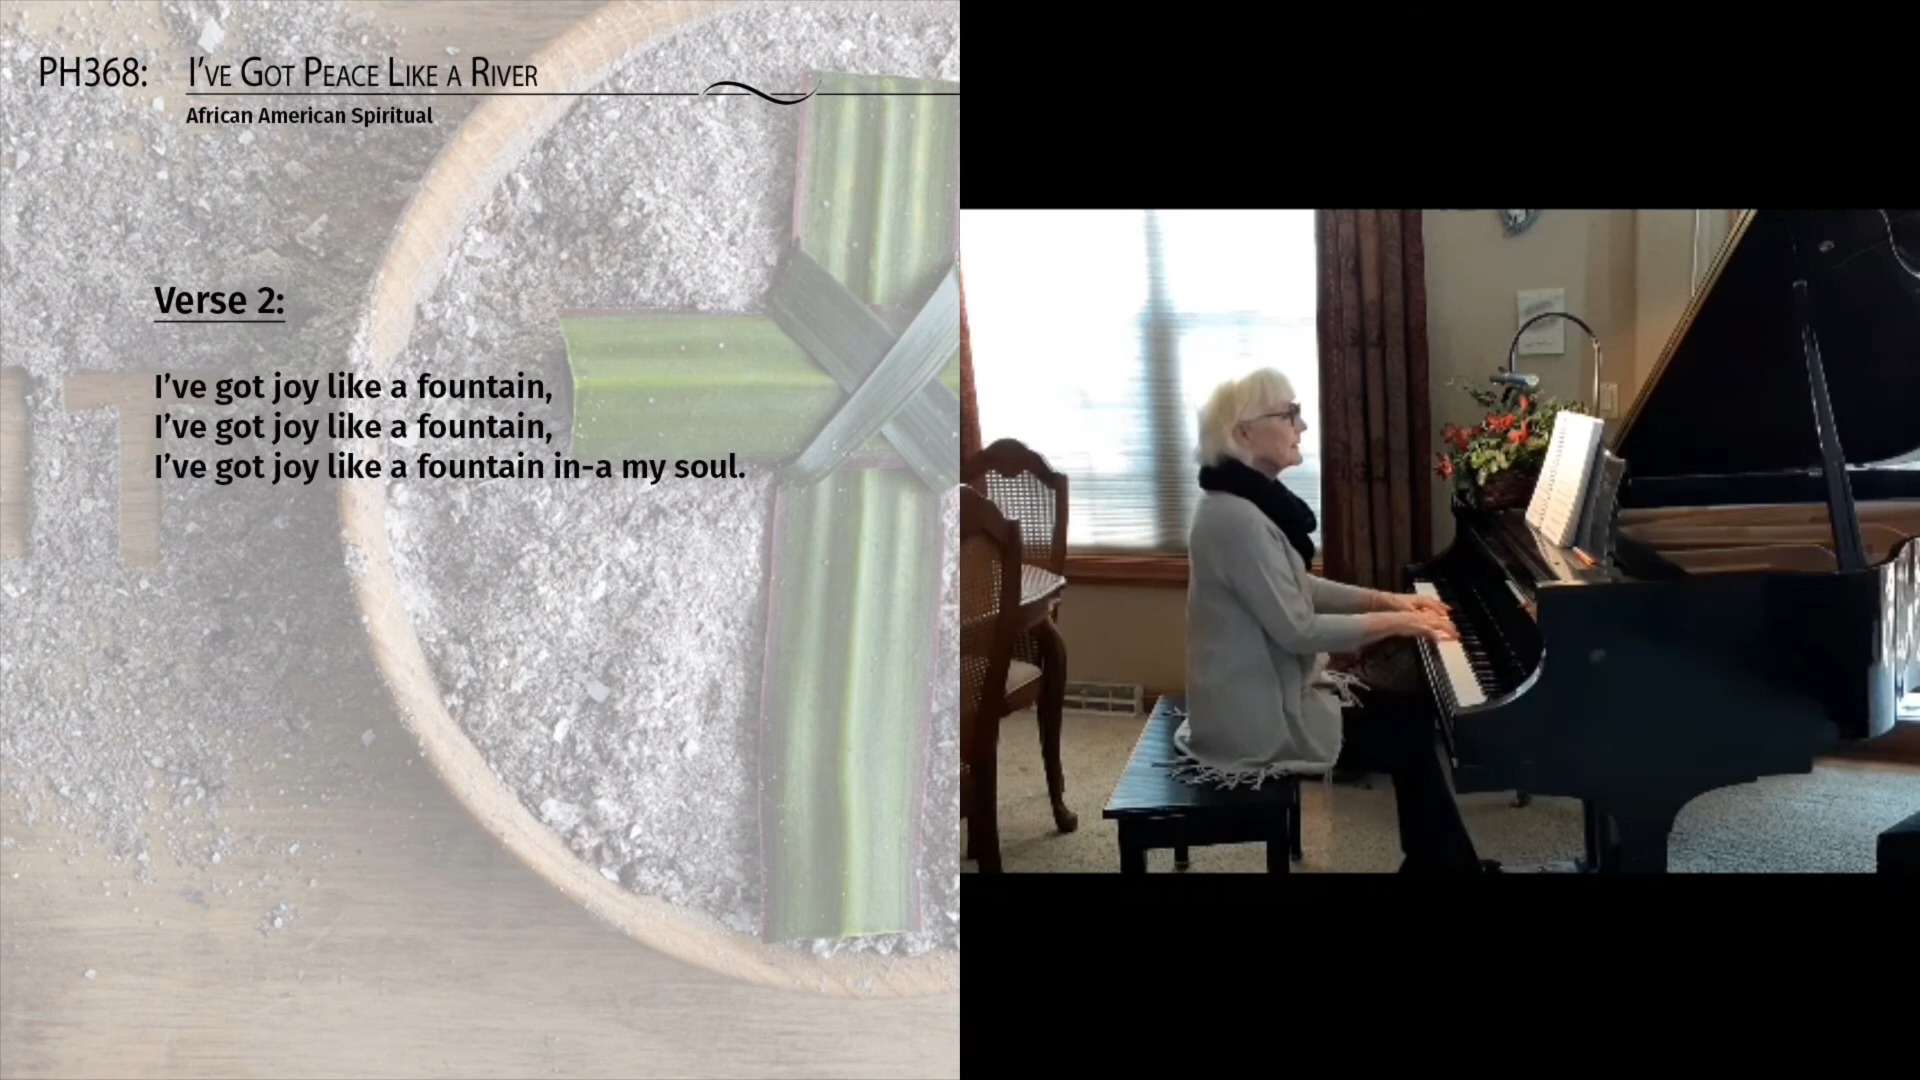 PH368: I've Got Peace Like a River
African American Spiritual
Verse 2:
I've got joy like a fountain,
I've got joy like a fountain,
I've got joy like a fountain in-a my soul.